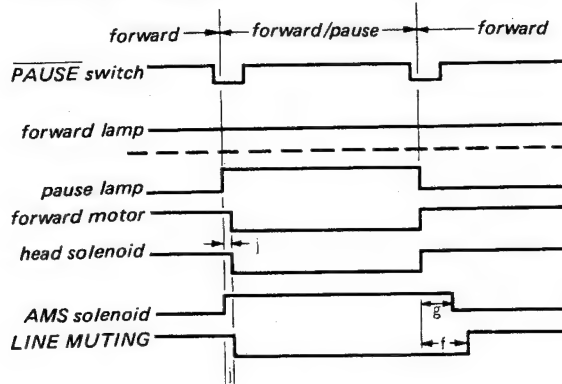 forward forward/pause forward
PAUSE switch
forward lamp
pause lamp
forward motor
j
head solenoid
AMS solenoid
g
LINE MUTING
f